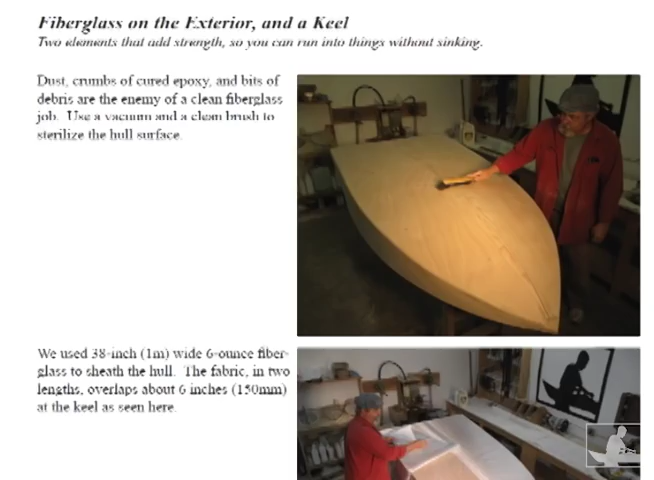 Fiberglass on the Exterior, and a Keel
Two elements that add strength, so you can run into things without sinking.
Dust, crumbs of cured epoxy, and bits of
debris are the enemy of a clean fiberglass
job. Use a vacuum and a clean brush to
sterilize the hull surface.
We used 38-inch (1m) wide 6-ounce fiber-
glass to sheath the hull. The fabric, in two
lengths, overlaps about 6 inches (150mm)
at the keel as seen here.